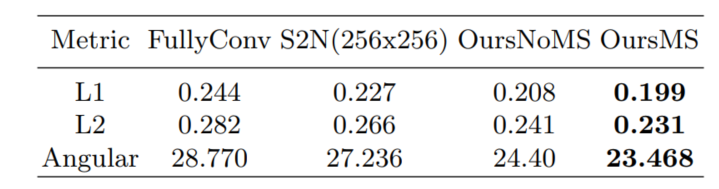 Metric FullyConv S2N(256x256) OursNoMS OursMS
L1 0.244 0.227 0.208 0.199
L2 0.282 0.266 0.241 0.231
Angular 28.770 27.236 24.40 23.468